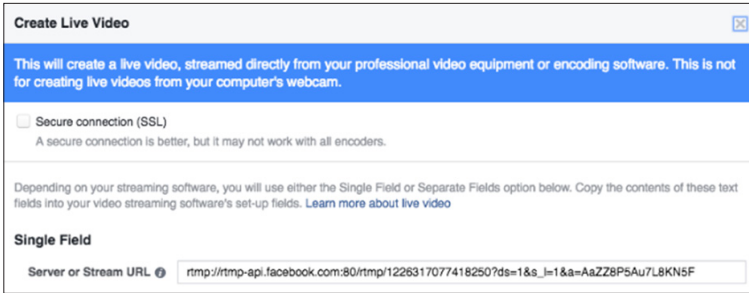 Create Live Video
This will create a live video, streamed directly from your professional video equipment or encoding software. This is not
for creating live videos from your computer's webcam.
Secure connection (SSL)
A secure connection is better, but it may not work with all encoders.
Depending on your streaming software, you will use either the Single Field or Separate Fields option below. Copy the contents of these text
fields into your video streaming software's set-up fields. Learn more about live video
Single Field
Server or Stream URL rtmp://rtmp-api.facebook.com:80/rtmp/1226317077418250?ds=1&s_l=1&a=AaZZ8P5Au7L8KN5F